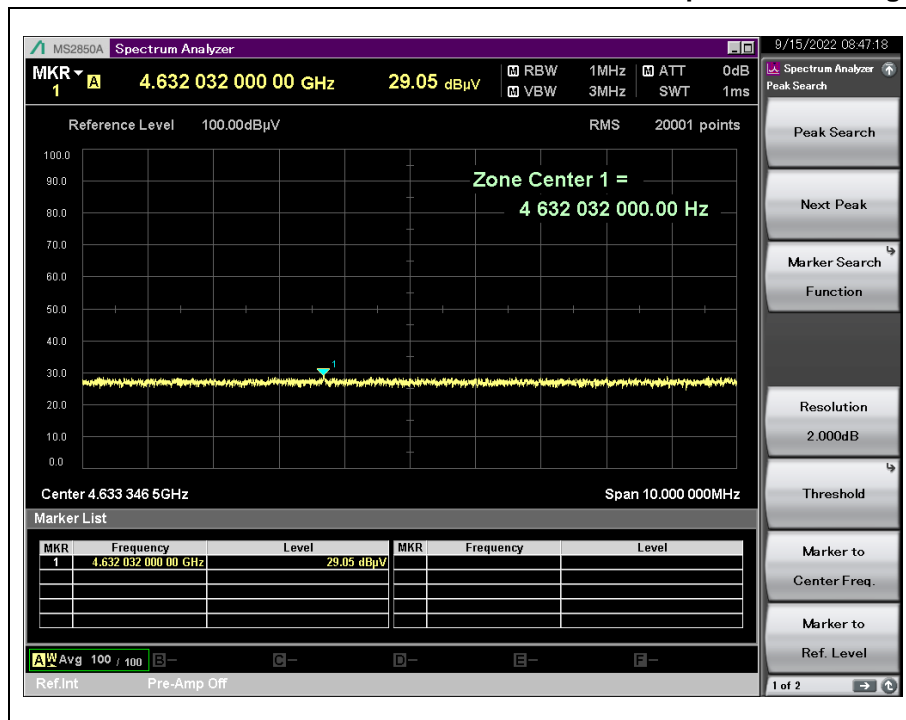 MS2850A Spectrum Analyzer
9/15/2022 08:47:18
MKR 1 A 4.632 032 000 00 GHz 29.05 dBµV
M RBW 1MHz M ATT 0dB
M VBW 3MHz SWT 1ms
Spectrum Analyzer
Peak Search
Reference Level 100.00dBµV RMS 20001 points
100.0
90.0
80.0
70.0
60.0
50.0
40.0
30.0
20.0
10.0
0.0
Zone Center 1 =
4 632 032 000.00 Hz
1
Center 4.633 346 5GHz Span 10.000 000MHz
Marker List
MKR Frequency Level MKR Frequency Level
1 4.632 032 000 00 GHz 29.05 dBµV
A W Avg 100 / 100 B— C— D— E— F—
Ref.Int Pre-Amp Off
Peak Search
Next Peak
Marker Search
Function
Resolution
2.000dB
Threshold
Marker to
Center Freq.
Marker to
Ref. Level
1 of 2